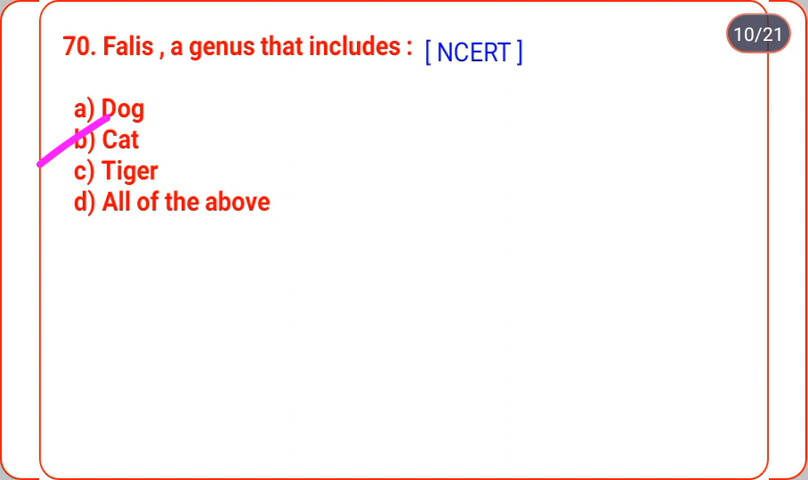 70. Falis , a genus that includes : [ NCERT ]
10/21
a) Dog
b) Cat
c) Tiger
d) All of the above